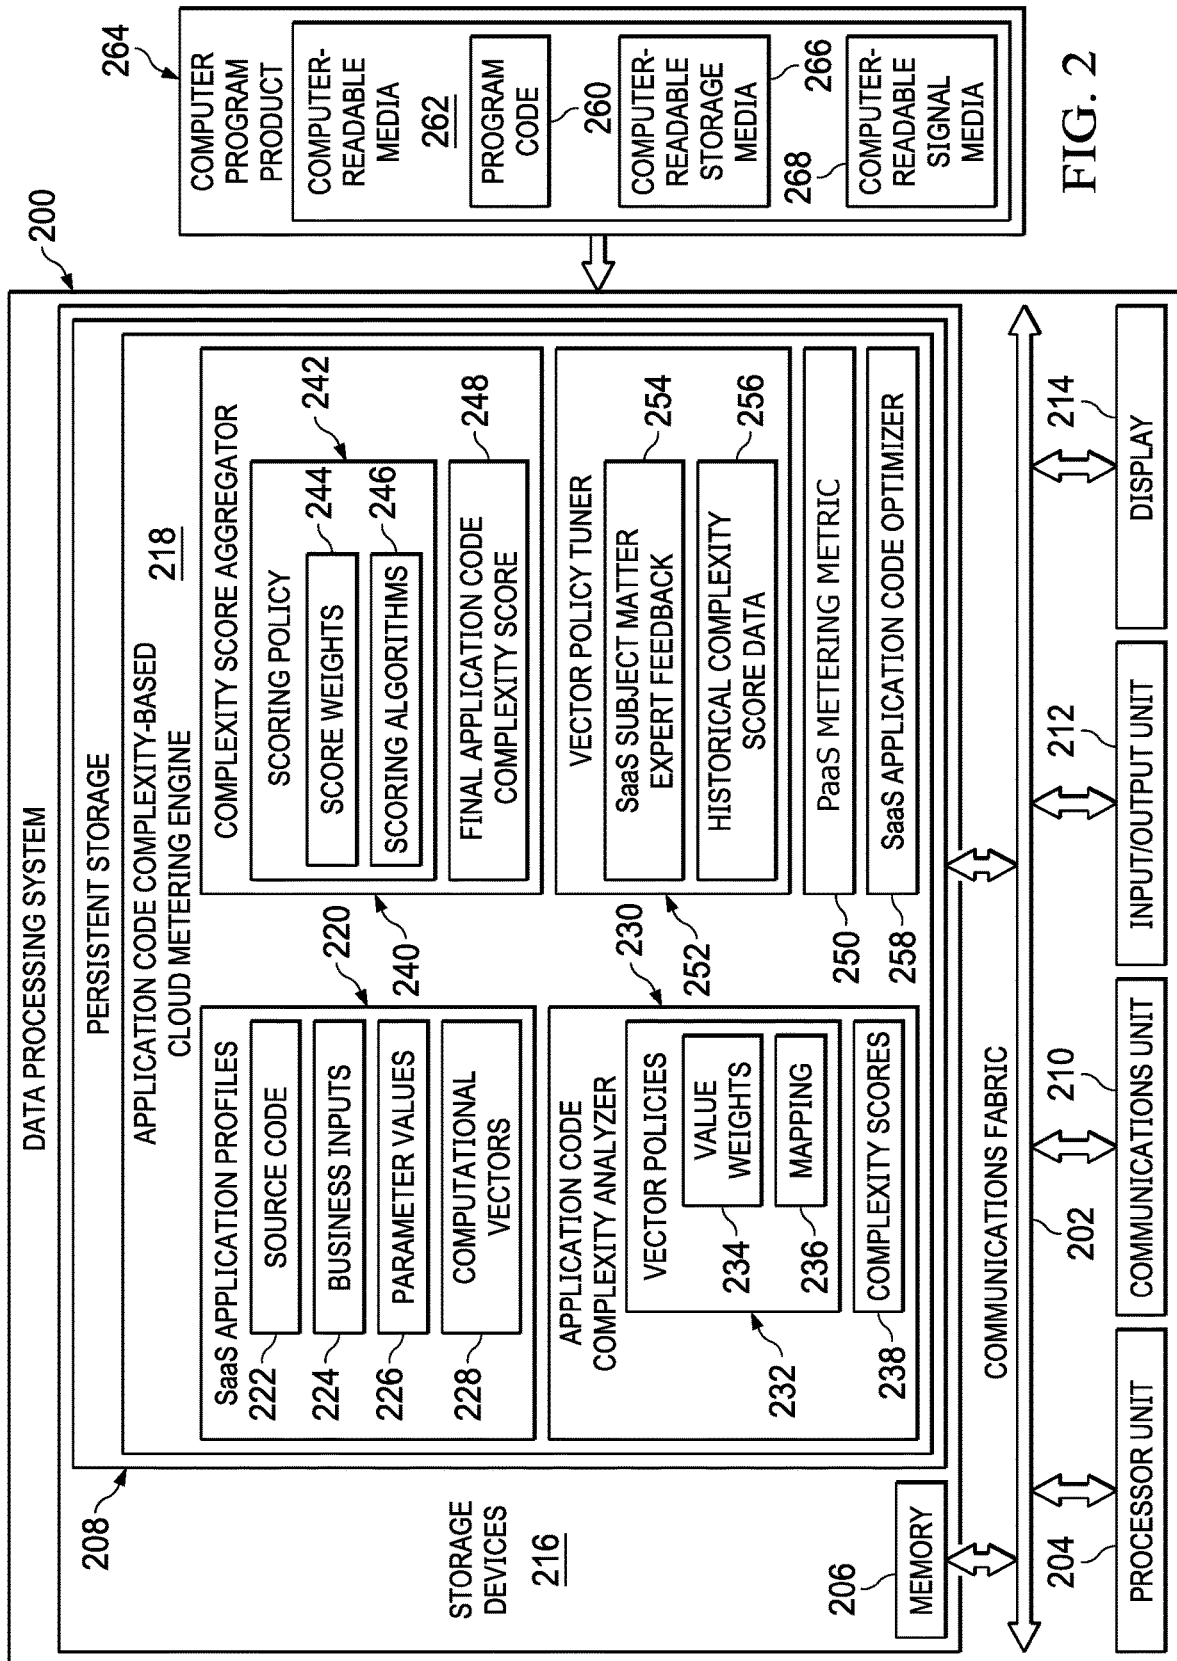 DATA PROCESSING SYSTEM
200
208
PERSISTENT STORAGE
APPLICATION CODE COMPLEXITY-BASED
CLOUD METERING ENGINE
218
SaaS APPLICATION PROFILES
220
222
SOURCE CODE
224
BUSINESS INPUTS
226
PARAMETER VALUES
228
COMPUTATIONAL
VECTORS
COMPLEXITY SCORE AGGREGATOR
240
SCORING POLICY
242
SCORE WEIGHTS
244
SCORING ALGORITHMS
246
FINAL APPLICATION CODE
COMPLEXITY SCORE
248
APPLICATION CODE
COMPLEXITY ANALYZER
230
VECTOR POLICIES
232
234
VALUE
WEIGHTS
236
MAPPING
238
COMPLEXITY SCORES
VECTOR POLICY TUNER
252
SaaS SUBJECT MATTER
EXPERT FEEDBACK
254
HISTORICAL COMPLEXITY
SCORE DATA
256
250
PaaS METERING METRIC
258
SaaS APPLICATION CODE OPTIMIZER
STORAGE
DEVICES
216
206
MEMORY
COMMUNICATIONS FABRIC
202
204
PROCESSOR UNIT
210
COMMUNICATIONS UNIT
212
INPUT/OUTPUT UNIT
214
DISPLAY
264
COMPUTER
PROGRAM
PRODUCT
COMPUTER-
READABLE
MEDIA
262
PROGRAM
CODE
260
COMPUTER-
READABLE
STORAGE
MEDIA
266
268
COMPUTER-
READABLE
SIGNAL
MEDIA
FIG. 2